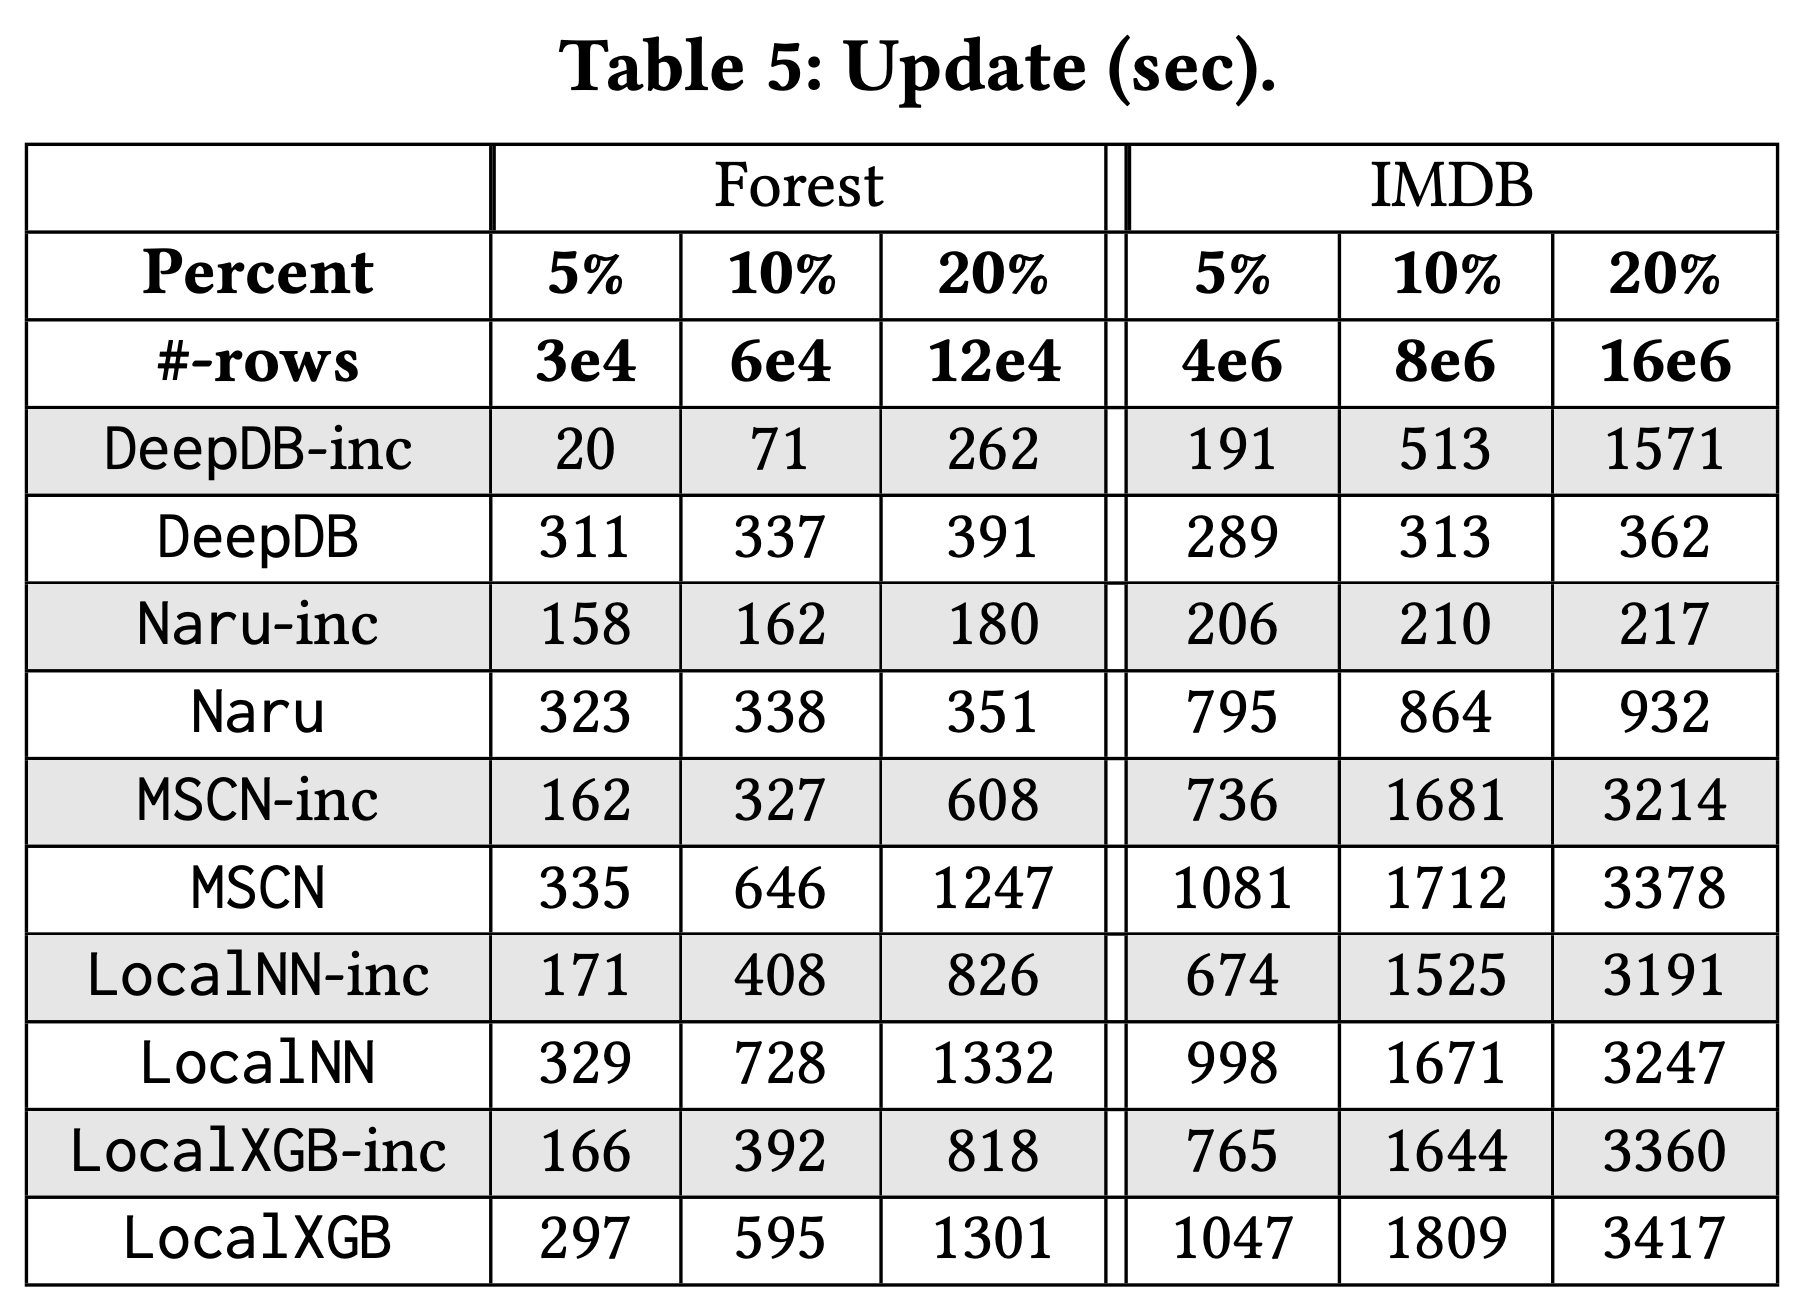 Table 5: Update (sec).
Forest IMDB
Percent 5% 10% 20% 5% 10% 20%
#-rows 3e4 6e4 12e4 4e6 8e6 16e6
DeepDB-inc 20 71 262 191 513 1571
DeepDB 311 337 391 289 313 362
Naru-inc 158 162 180 206 210 217
Naru 323 338 351 795 864 932
MSCN-inc 162 327 608 736 1681 3214
MSCN 335 646 1247 1081 1712 3378
LocalNN-inc 171 408 826 674 1525 3191
LocalNN 329 728 1332 998 1671 3247
LocalXGB-inc 166 392 818 765 1644 3360
LocalXGB 297 595 1301 1047 1809 3417